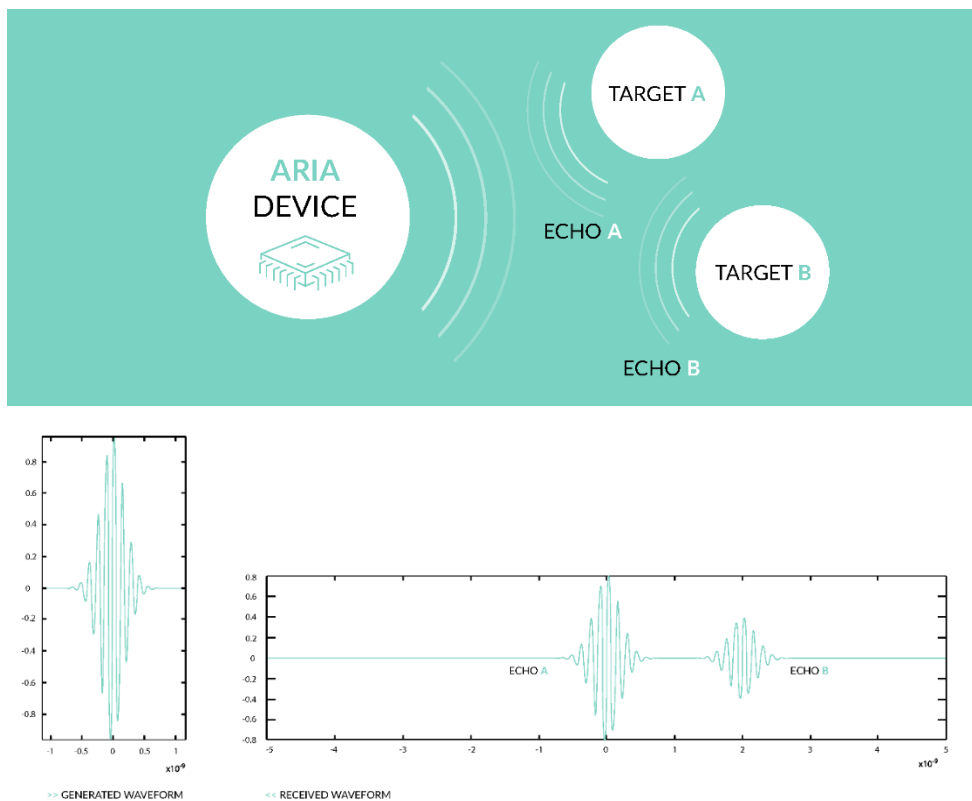 ARIA
DEVICE
TARGET A
ECHO A
TARGET B
ECHO B
0.8
0.6
0.4
0.2
0
-0.2
-0.4
-0.6
-0.8
-1 -0.5 0 0.5 1
x10⁻⁹
>> GENERATED WAVEFORM
0.8
0.6
0.4
0.2
0
-0.2
-0.4
-0.6
-0.8
ECHO A
ECHO B
-5 -4 -3 -2 -1 0 1 2 3 4 5
x10⁻⁹
<< RECEIVED WAVEFORM